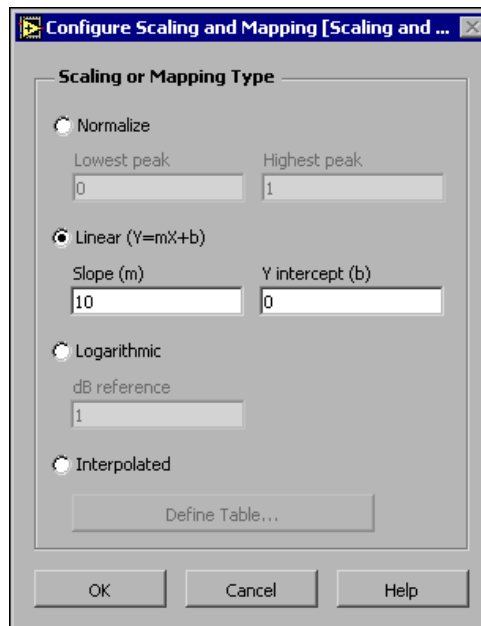 Configure Scaling and Mapping [Scaling and ...
Scaling or Mapping Type
Normalize
Lowest peak Highest peak
0 1
Linear (Y=mX+b)
Slope (m) Y intercept (b)
10 0
Logarithmic
dB reference
1
Interpolated
Define Table...
OK Cancel Help